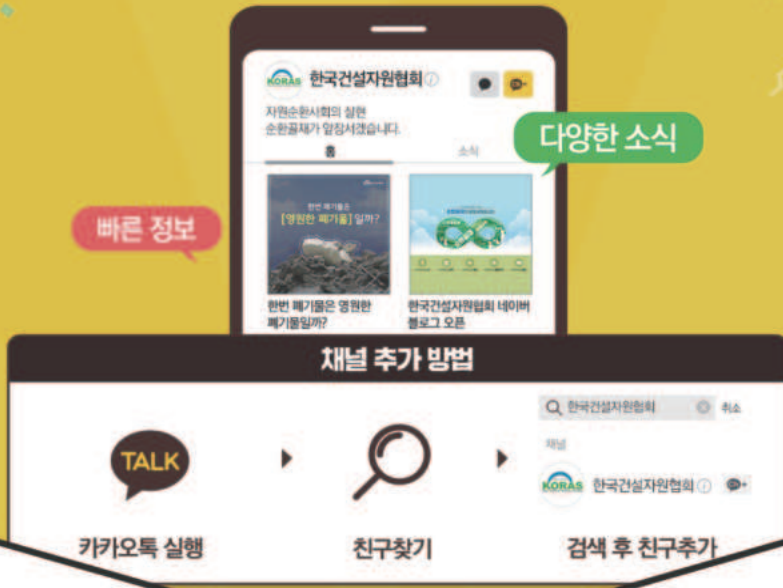 KORAS 한국건설자원협회
자원순환사회의 실현
순환골재가 앞장서겠습니다.
홈 소식
다양한 소식
빠른 정보
한번 폐기물은
[영원한 폐기물] 일까?
한번 폐기물은 영원한
폐기물일까?
한국건설자원협회 네이버
블로그 오픈
채널 추가 방법
TALK
카카오톡 실행
친구찾기
한국건설자원협회 취소
채널
KORAS 한국건설자원협회
검색 후 친구추가